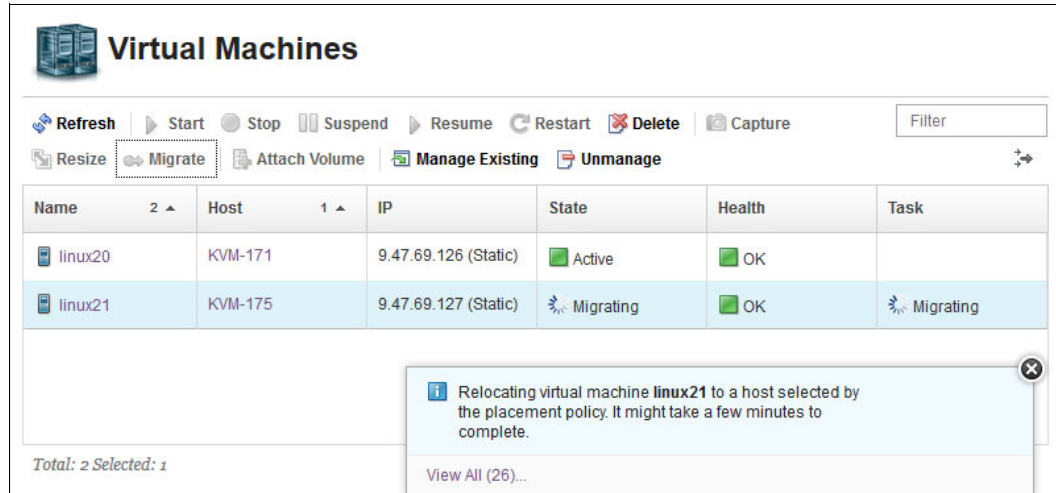 Virtual Machines
Refresh Start Stop Suspend Resume Restart Delete Capture Filter
Resize Migrate Attach Volume Manage Existing Unmanage
Name 2 Host 1 IP State Health Task
linux20 KVM-171 9.47.69.126 (Static) Active OK
linux21 KVM-175 9.47.69.127 (Static) Migrating OK Migrating
Relocating virtual machine linux21 to a host selected by
the placement policy. It might take a few minutes to
complete.
Total: 2 Selected: 1
View All (26)...